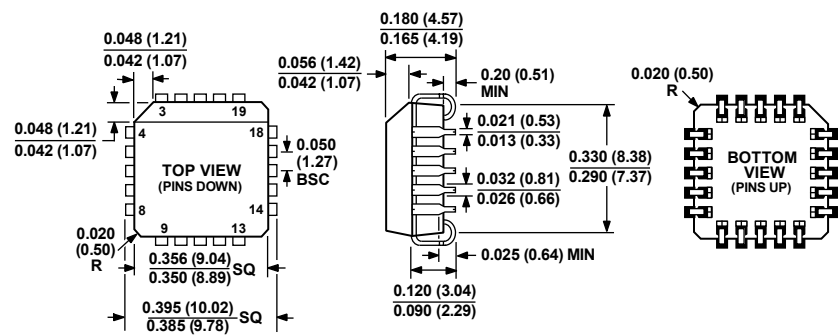 0.048 (1.21)
0.042 (1.07)
0.048 (1.21)
0.042 (1.07)
3
19
4
18
TOP VIEW
(PINS DOWN)
8
14
9
13
0.050
(1.27)
BSC
0.020
(0.50)
R
0.356 (9.04)
0.350 (8.89)
SQ
0.395 (10.02)
0.385 (9.78)
SQ
0.180 (4.57)
0.165 (4.19)
0.056 (1.42)
0.042 (1.07)
0.20 (0.51)
MIN
0.021 (0.53)
0.013 (0.33)
0.032 (0.81)
0.026 (0.66)
0.330 (8.38)
0.290 (7.37)
0.025 (0.64) MIN
0.120 (3.04)
0.090 (2.29)
0.020 (0.50)
R
BOTTOM
VIEW
(PINS UP)